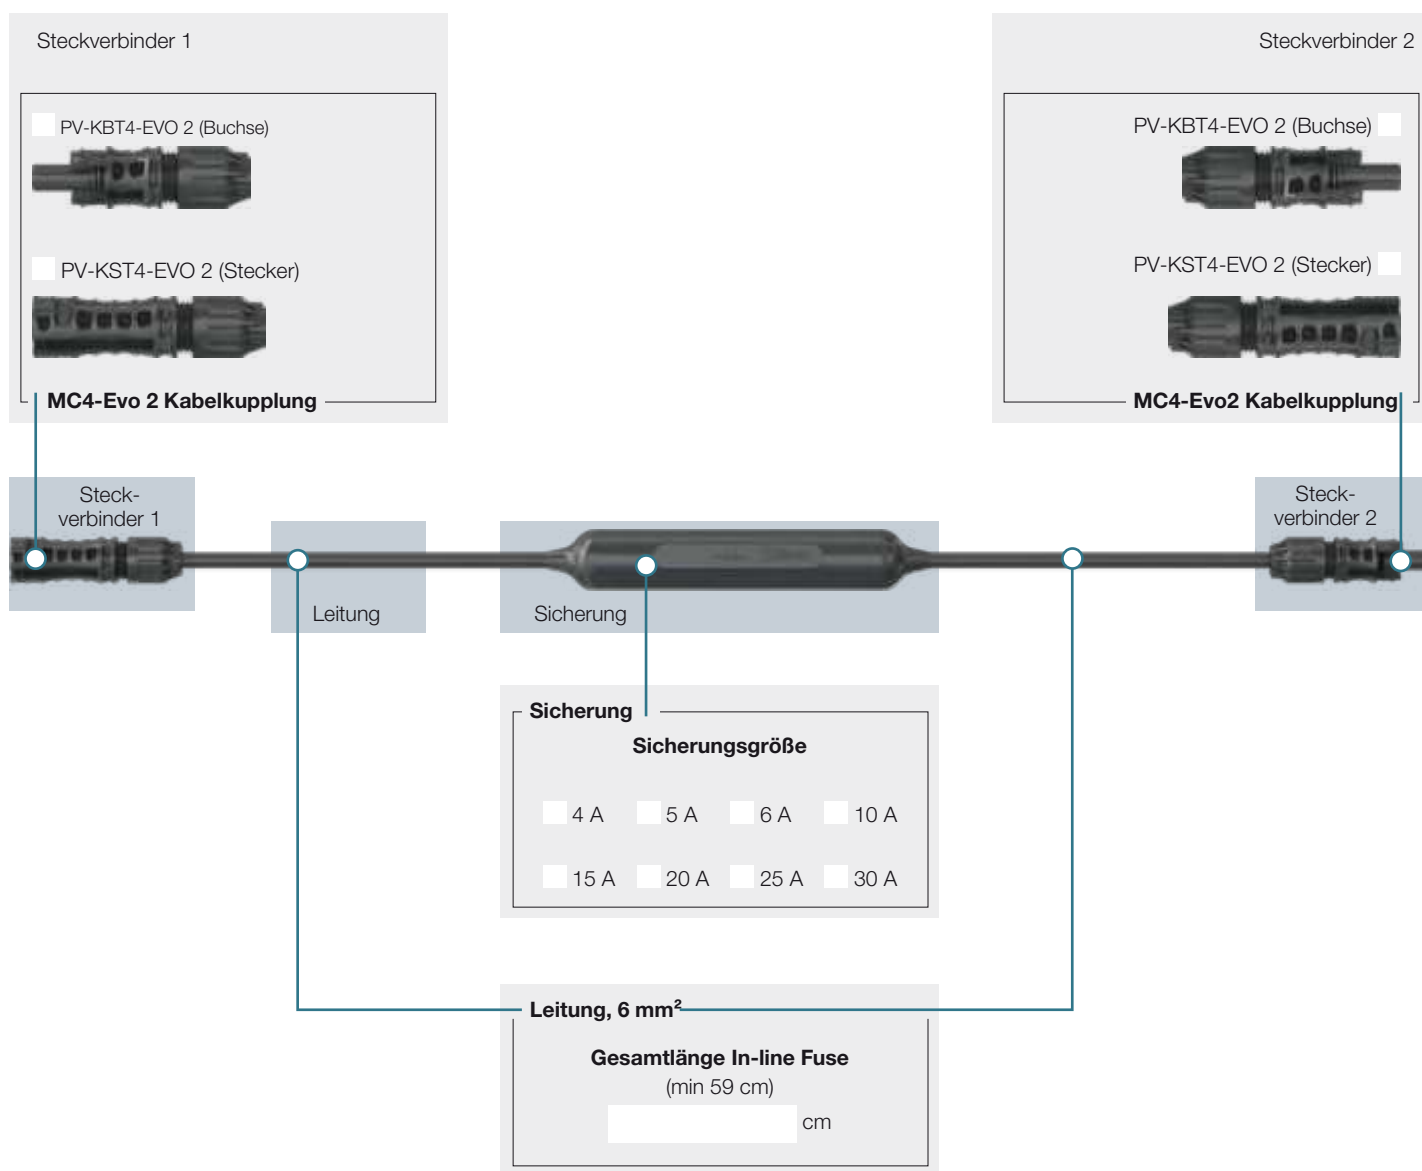 Steckverbinder 1
PV-KBT4-EVO 2 (Buchse)
PV-KST4-EVO 2 (Stecker)
MC4-Evo 2 Kabelkupplung
Steckverbinder 2
PV-KBT4-EVO 2 (Buchse)
PV-KST4-EVO 2 (Stecker)
MC4-Evo2 Kabelkupplung
Steck-
verbinder 1
Leitung
Sicherung
Steck-
verbinder 2
Sicherung
Sicherungsgröße
4 A 5 A 6 A 10 A
15 A 20 A 25 A 30 A
Leitung, 6 mm²
Gesamtlänge In-line Fuse
(min 59 cm)
cm